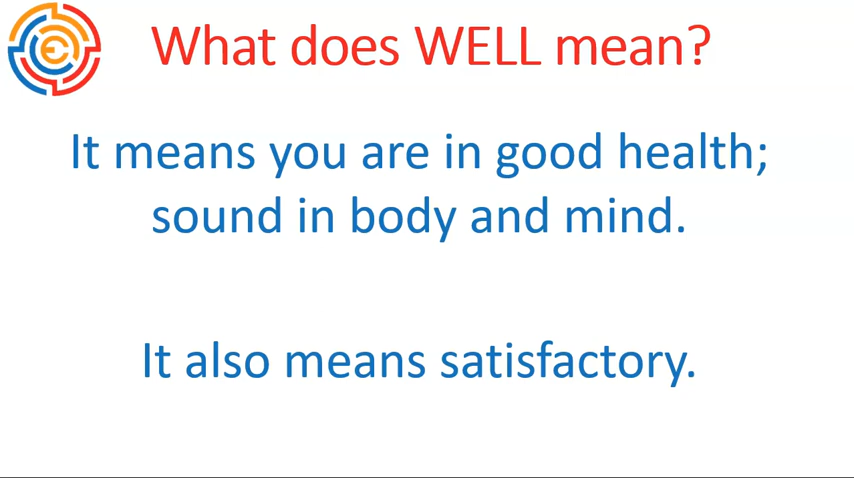 What does WELL mean?
It means you are in good health;
sound in body and mind.
It also means satisfactory.